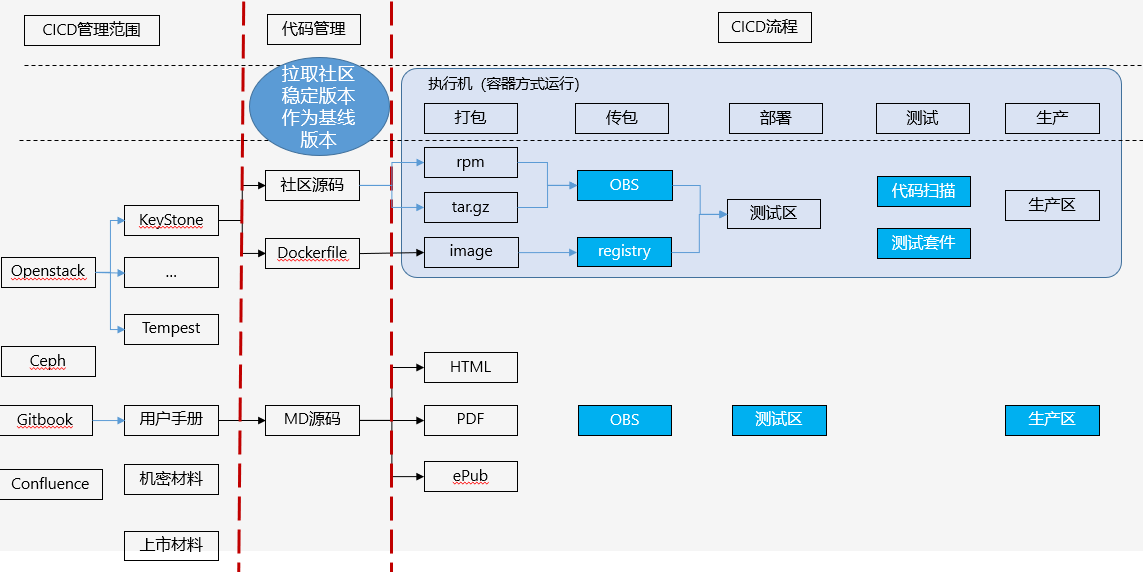 CICD管理范围
代码管理
CICD流程
拉取社区
稳定版本
作为基线
版本
执行机（容器方式运行）
打包
传包
部署
测试
生产
rpm
社区源码
OBS
代码扫描
tar.gz
KeyStone
测试区
生产区
测试套件
Dockerfile
image
registry
Openstack
...
Tempest
Ceph
HTML
Gitbook
用户手册
MD源码
PDF
OBS
测试区
生产区
Confluence
机密材料
ePub
上市材料